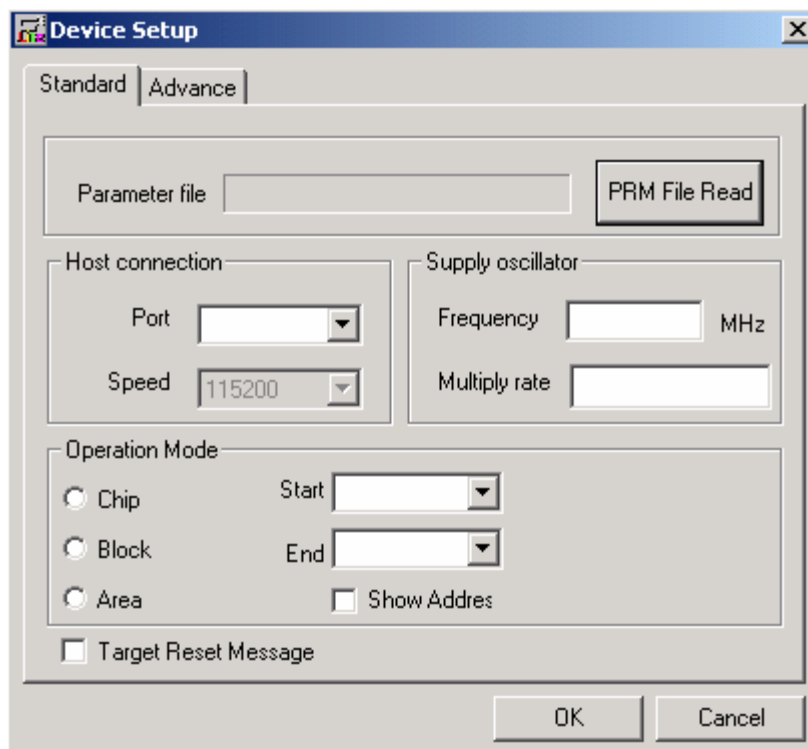 Device Setup
Standard Advance
Parameter file PRM File Read
Host connection
Port
Speed 115200
Supply oscillator
Frequency MHz
Multiply rate
Operation Mode
Chip Start
Block End
Area Show Addres
Target Reset Message
OK Cancel